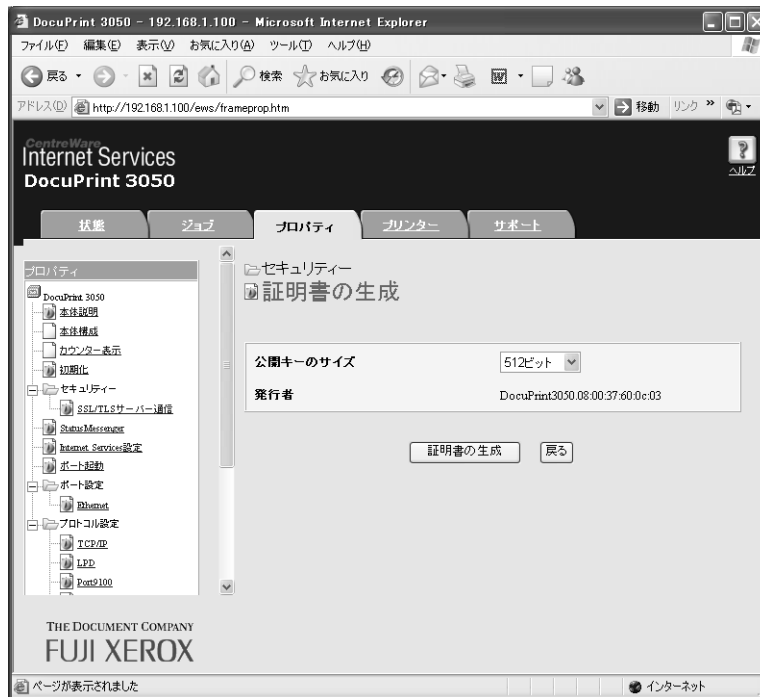 DocuPrint 3050 - 192.168.1.100 - Microsoft Internet Explorer
ファイル(F) 編集(E) 表示(V) お気に入り(A) ツール(T) ヘルプ(H)
戻る 検索 お気に入り
アドレス(D) http://192.168.1.100/ews/frameprop.htm 移動 リンク »
CentreWare
Internet Services
DocuPrint 3050
ヘルプ
状態 ジョブ プロパティ プリンター サポート
プロパティ
DocuPrint 3050
本体説明
本体構成
カウンター表示
初期化
セキュリティー
SSL/TLSサーバー通信
StatusMessenger
Internet Services設定
ポート起動
ポート設定
Ethernet
プロトコル設定
TCP/IP
LPD
Port9100
セキュリティー
証明書の生成
公開キーのサイズ 512ビット
発行者 DocuPrint3050.08:00:37:60:0c:03
証明書の生成 戻る
THE DOCUMENT COMPANY
FUJI XEROX
ページが表示されました インターネット